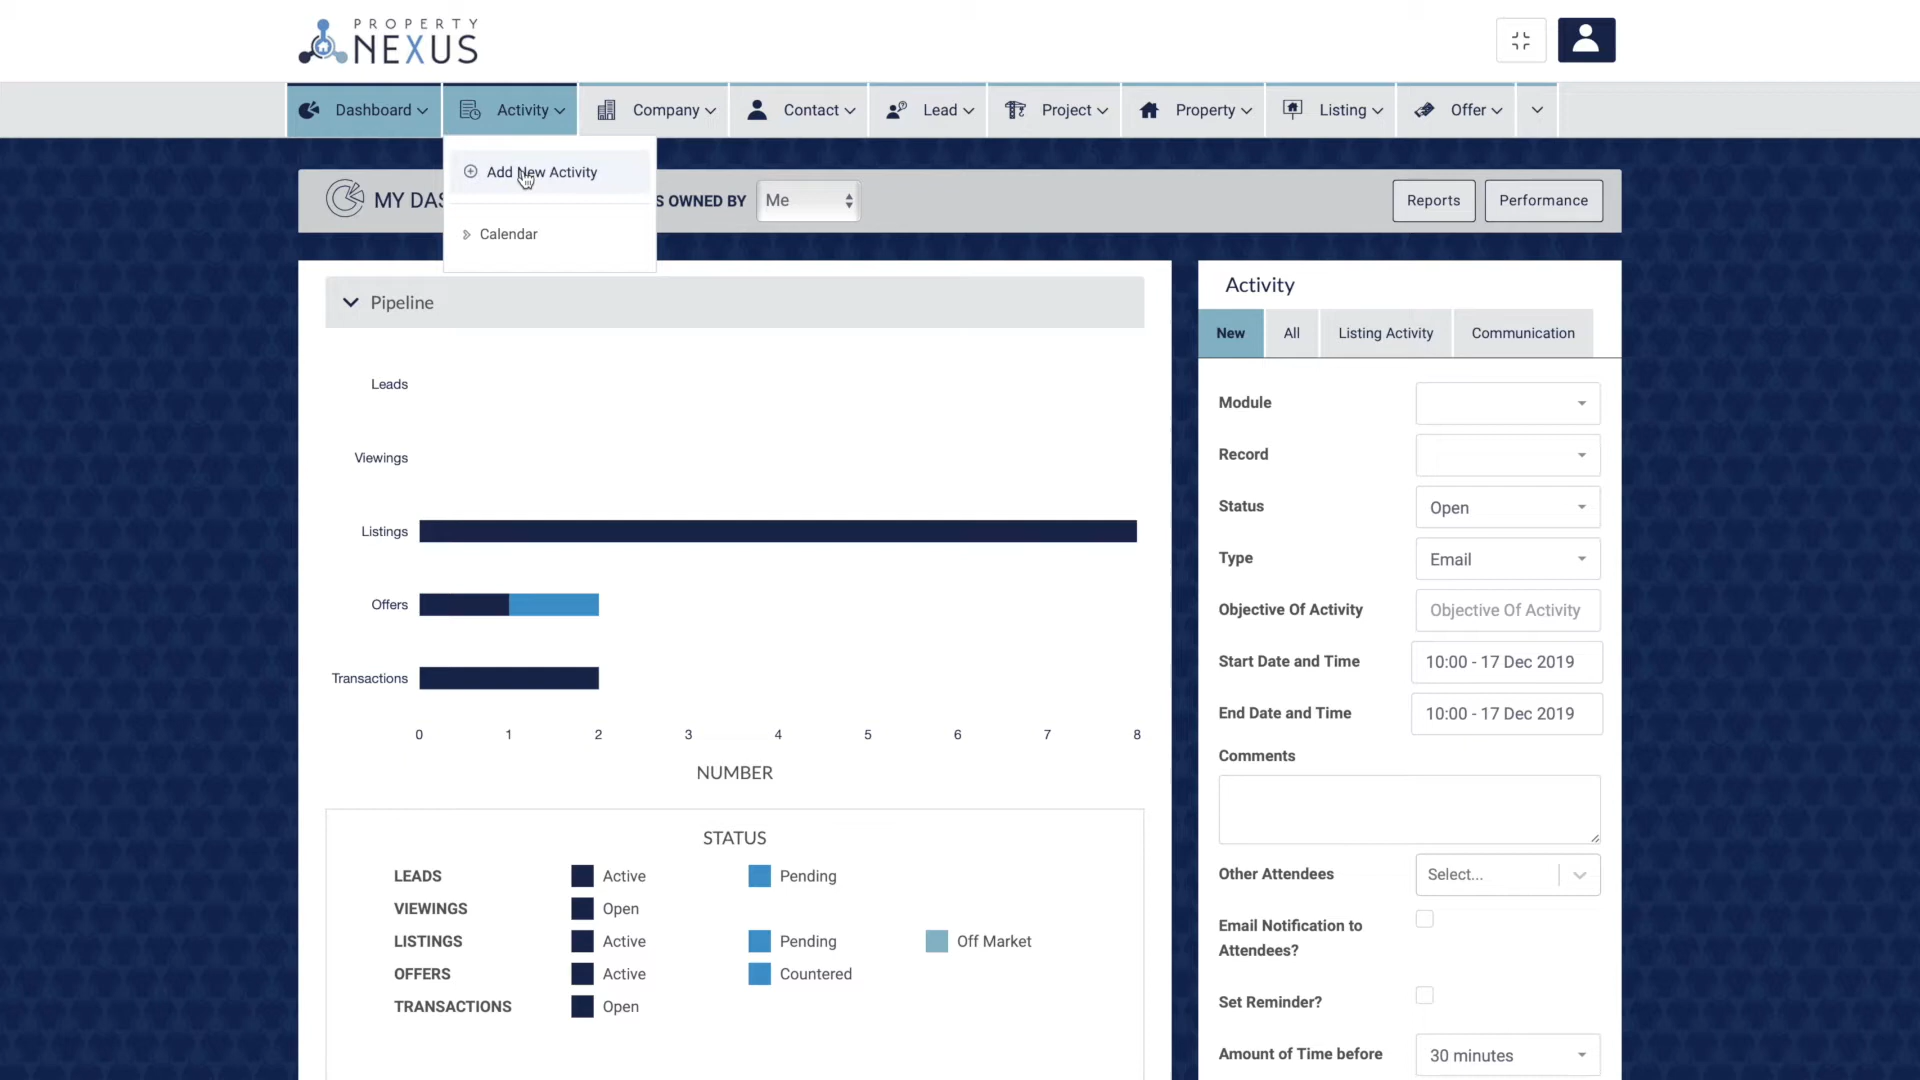 PROPERTY
NEXUS
Dashboard
Activity
Company
Contact
Lead
Project
Property
Listing
Offer
Add New Activity
Calendar
MY DAS
S OWNED BY
Me
Reports
Performance
Pipeline
Leads
Viewings
Listings
Offers
Transactions
0 1 2 3 4 5 6 7 8
NUMBER
STATUS
LEADS Active Pending
VIEWINGS Open
LISTINGS Active Pending Off Market
OFFERS Active Countered
TRANSACTIONS Open
Activity
New All Listing Activity Communication
Module
Record
Status Open
Type Email
Objective Of Activity Objective Of Activity
Start Date and Time 10:00 - 17 Dec 2019
End Date and Time 10:00 - 17 Dec 2019
Comments
Other Attendees Select...
Email Notification to
Attendees?
Set Reminder?
Amount of Time before 30 minutes